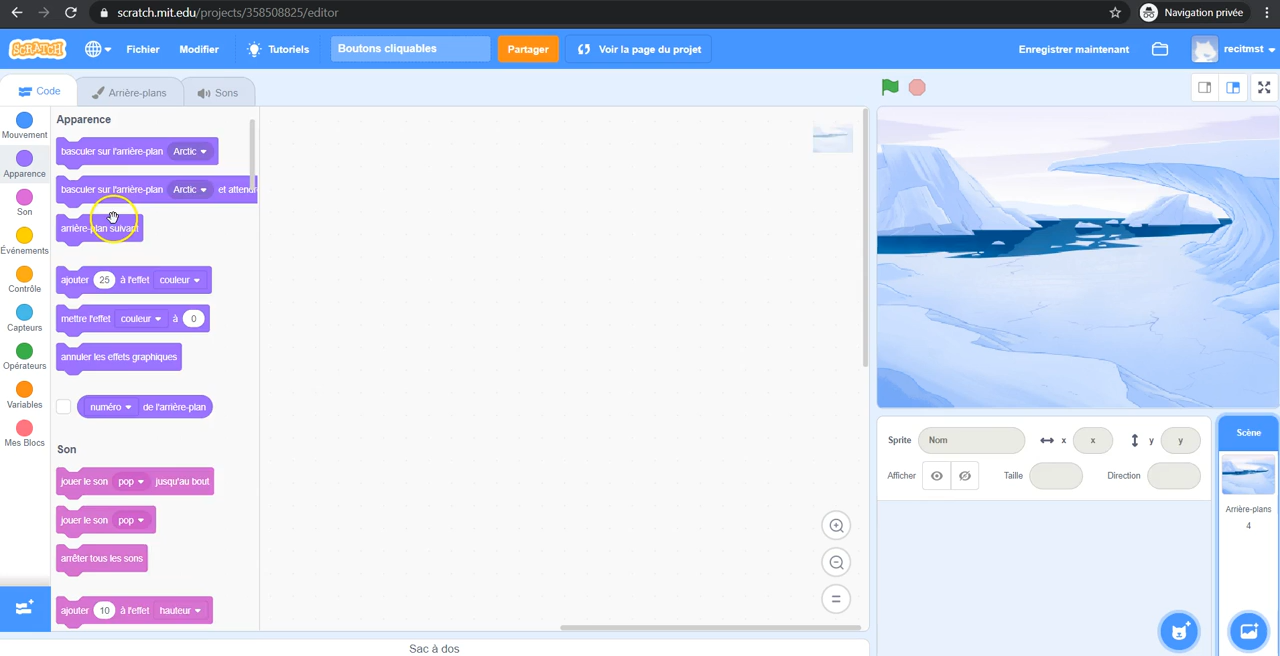 scratch.mit.edu/projects/358508825/editor
Navigation privée
SCRATCH
Fichier
Modifier
Tutoriels
Boutons cliquables
Partager
Voir la page du projet
Enregistrer maintenant
recitmst
Code
Arrière-plans
Sons
Mouvement
Apparence
Son
Événements
Contrôle
Capteurs
Opérateurs
Variables
Mes Blocs
Apparence
basculer sur l'arrière-plan Arctic
basculer sur l'arrière-plan Arctic et attend
arrière-plan suivant
ajouter 25 à l'effet couleur
mettre l'effet couleur à 0
annuler les effets graphiques
numéro de l'arrière-plan
Son
jouer le son pop jusqu'au bout
jouer le son pop
arrêter tous les sons
ajouter 10 à l'effet hauteur
Sac à dos
Sprite Nom x x y y
Afficher Taille Direction
Scène
Arrière-plans
4